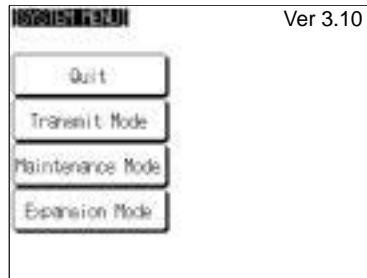 [SYSTEM MENU]
Ver 3.10
Quit
Transmit Mode
Maintenance Mode
Expansion Mode